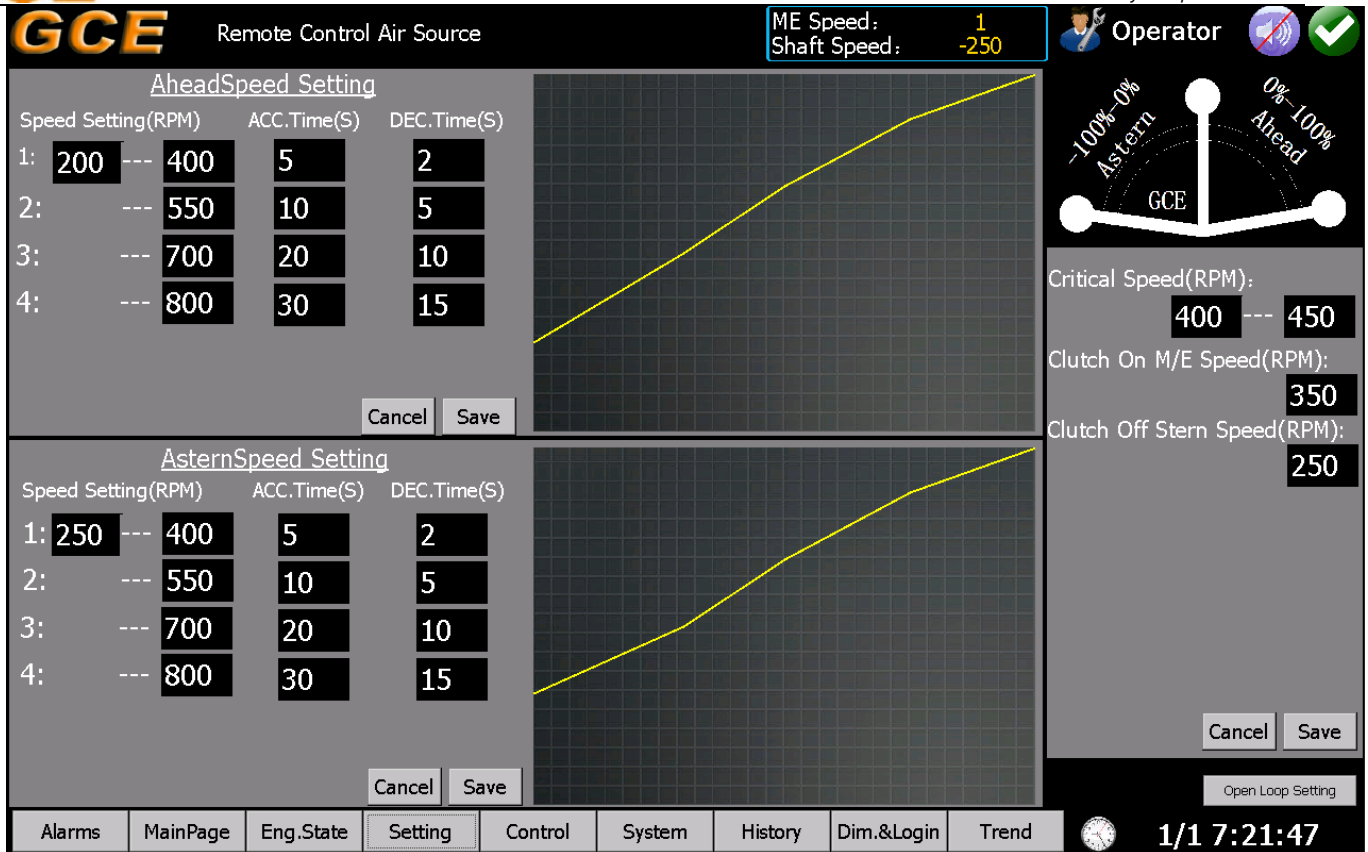 GCE
Remote Control Air Source
ME Speed: 1
Shaft Speed: -250
Operator
AheadSpeed Setting
Speed Setting(RPM) ACC.Time(S) DEC.Time(S)
1: 200 --- 400 5 2
2: --- 550 10 5
3: --- 700 20 10
4: --- 800 30 15
Cancel Save
AsternSpeed Setting
Speed Setting(RPM) ACC.Time(S) DEC.Time(S)
1: 250 --- 400 5 2
2: --- 550 10 5
3: --- 700 20 10
4: --- 800 30 15
Cancel Save
-100%-0%
Astern
0%-100%
Ahead
GCE
Critical Speed(RPM):
400 --- 450
Clutch On M/E Speed(RPM):
350
Clutch Off Stern Speed(RPM):
250
Cancel Save
Open Loop Setting
Alarms MainPage Eng.State Setting Control System History Dim.&Login Trend 1/1 7:21:47